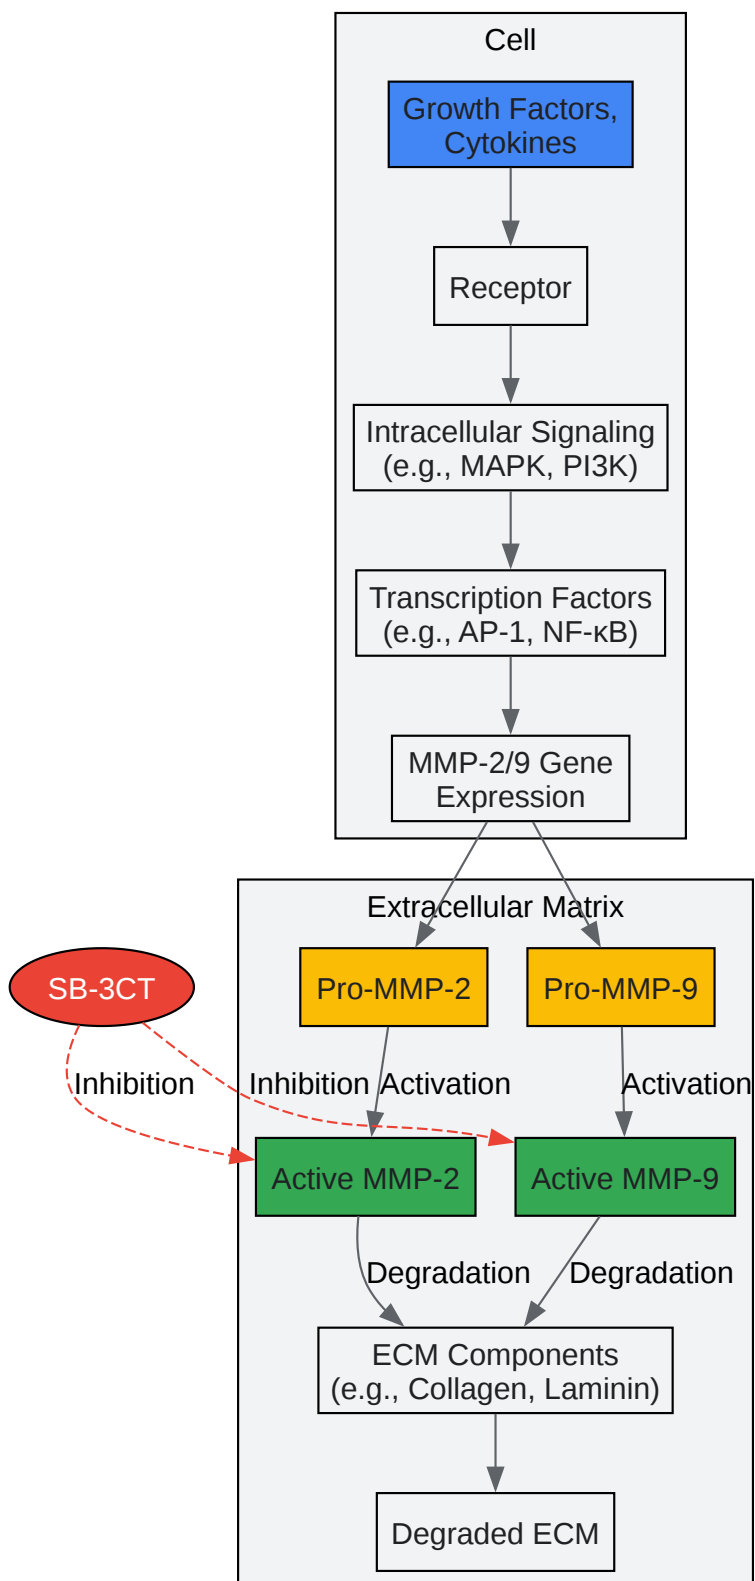 Cell
Growth Factors,
Cytokines
Receptor
Intracellular Signaling
(e.g., MAPK, PI3K)
Transcription Factors
(e.g., AP-1, NF-κB)
MMP-2/9 Gene
Expression
Extracellular Matrix
SB-3CT
Pro-MMP-2
Pro-MMP-9
Inhibition
Inhibition
Activation
Activation
Active MMP-2
Active MMP-9
Degradation
Degradation
ECM Components
(e.g., Collagen, Laminin)
Degraded ECM